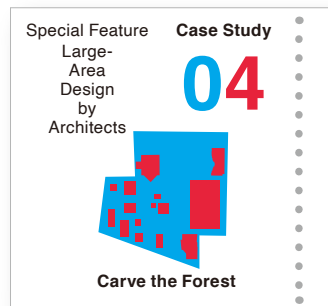 Special Feature
Large-
Area
Design
by
Architects
Case Study
04
Carve the Forest